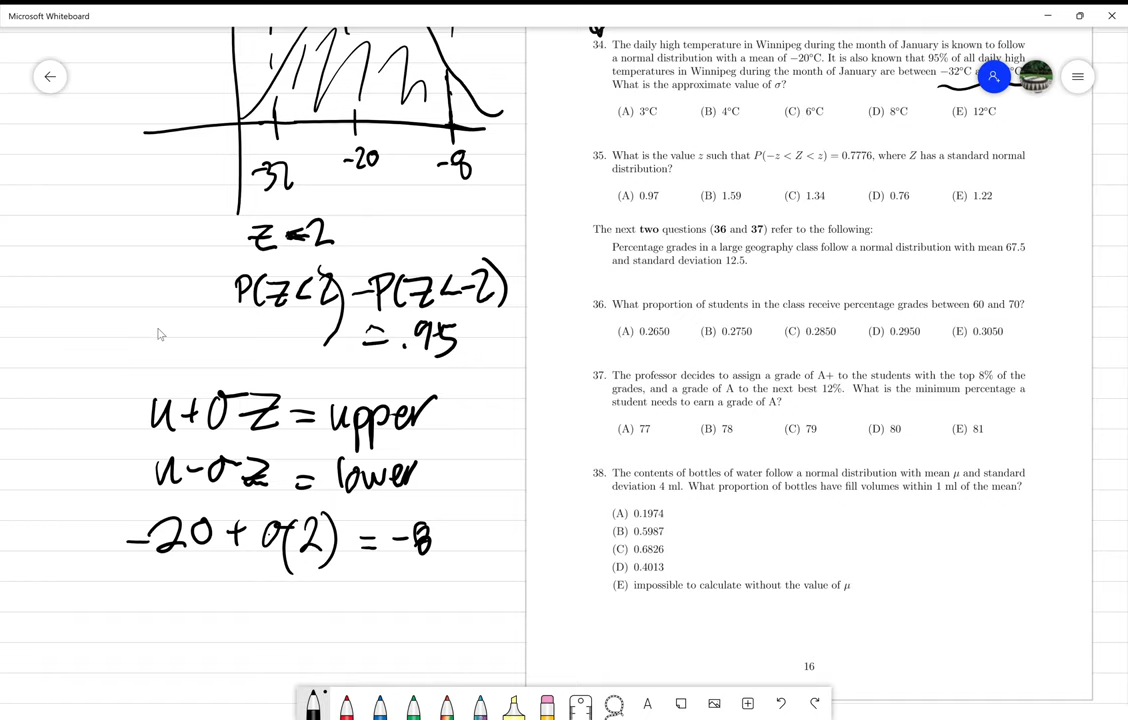 Microsoft Whiteboard
-32
-20
-8
Z < 2
P(Z < 2) - P(Z < -2)
= .95
u + σ Z = upper
u - σ Z = lower
-20 + σ(2) = -8
34. The daily high temperature in Winnipeg during the month of January is known to follow
a normal distribution with a mean of −20°C. It is also known that 95% of all daily high
temperatures in Winnipeg during the month of January are between −32°C
What is the approximate value of σ?
(A) 3°C (B) 4°C (C) 6°C (D) 8°C (E) 12°C
35. What is the value z such that P(−z < Z < z) = 0.7776, where Z has a standard normal
distribution?
(A) 0.97 (B) 1.59 (C) 1.34 (D) 0.76 (E) 1.22
The next two questions (36 and 37) refer to the following:
Percentage grades in a large geography class follow a normal distribution with mean 67.5
and standard deviation 12.5.
36. What proportion of students in the class receive percentage grades between 60 and 70?
(A) 0.2650 (B) 0.2750 (C) 0.2850 (D) 0.2950 (E) 0.3050
37. The professor decides to assign a grade of A+ to the students with the top 8% of the
grades, and a grade of A to the next best 12%. What is the minimum percentage a
student needs to earn a grade of A?
(A) 77 (B) 78 (C) 79 (D) 80 (E) 81
38. The contents of bottles of water follow a normal distribution with mean μ and standard
deviation 4 ml. What proportion of bottles have fill volumes within 1 ml of the mean?
(A) 0.1974
(B) 0.5987
(C) 0.6826
(D) 0.4013
(E) impossible to calculate without the value of μ
16